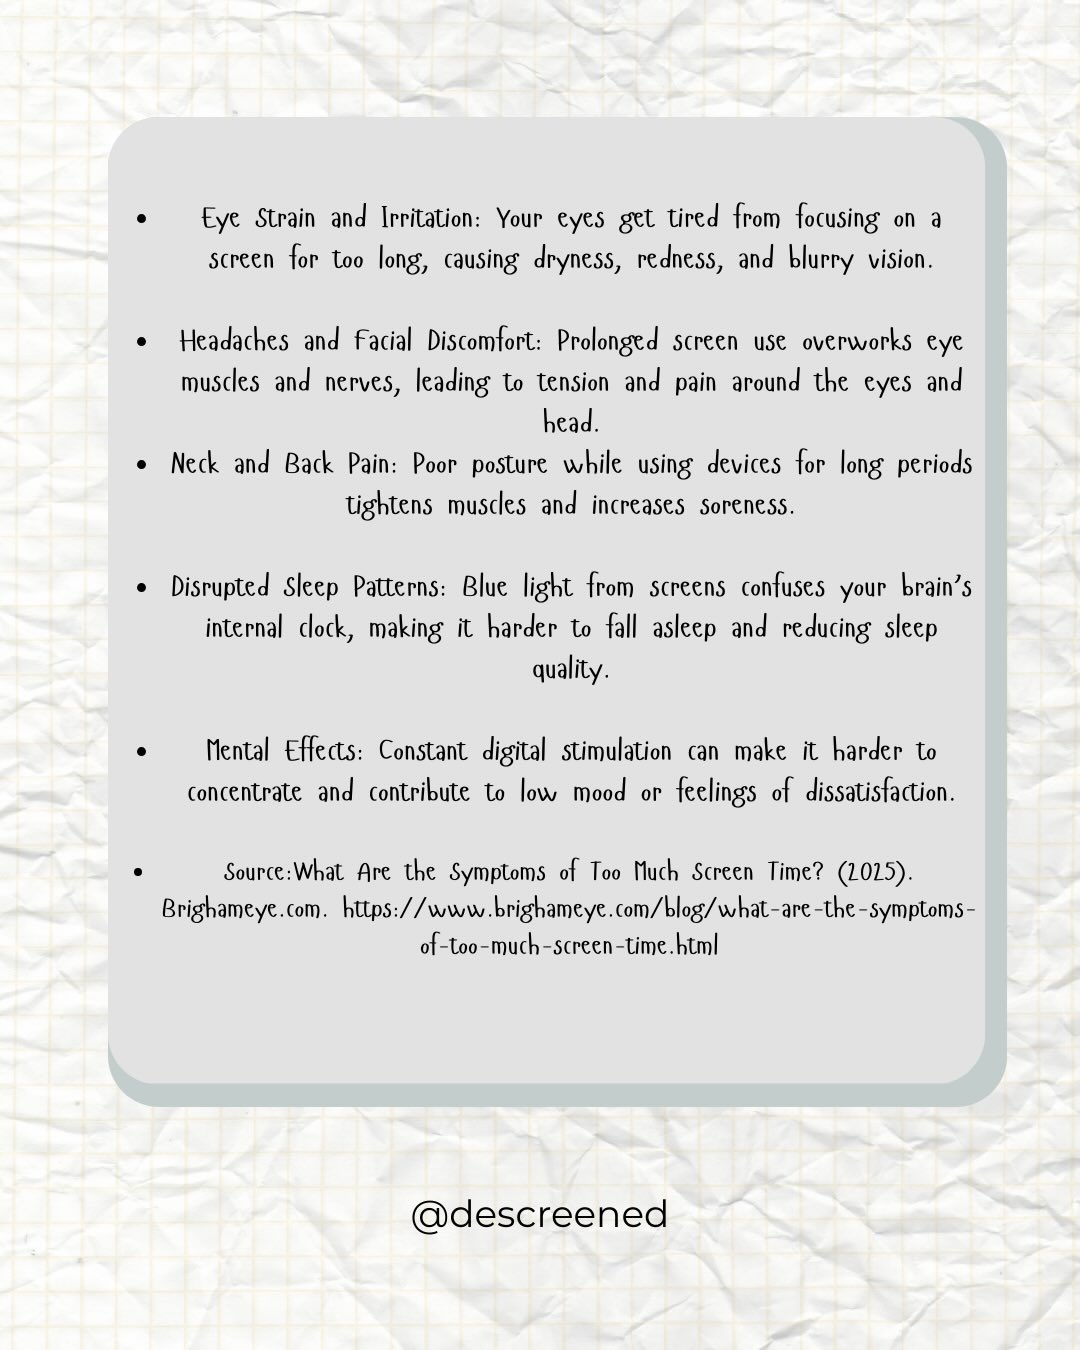 • Eye Strain and Irritation: Your eyes get tired from focusing on a
screen for too long, causing dryness, redness, and blurry vision.
• Headaches and Facial Discomfort: Prolonged screen use overworks eye
muscles and nerves, leading to tension and pain around the eyes and
head.
• Neck and Back Pain: Poor posture while using devices for long periods
tightens muscles and increases soreness.
• Disrupted Sleep Patterns: Blue light from screens confuses your brain's
internal clock, making it harder to fall asleep and reducing sleep
quality.
• Mental Effects: Constant digital stimulation can make it harder to
concentrate and contribute to low mood or feelings of dissatisfaction.
• Source:What Are the Symptoms of Too Much Screen Time? (2025).
Brighameye.com. https://www.brighameye.com/blog/what-are-the-symptoms-
of-too-much-screen-time.html
@descreened